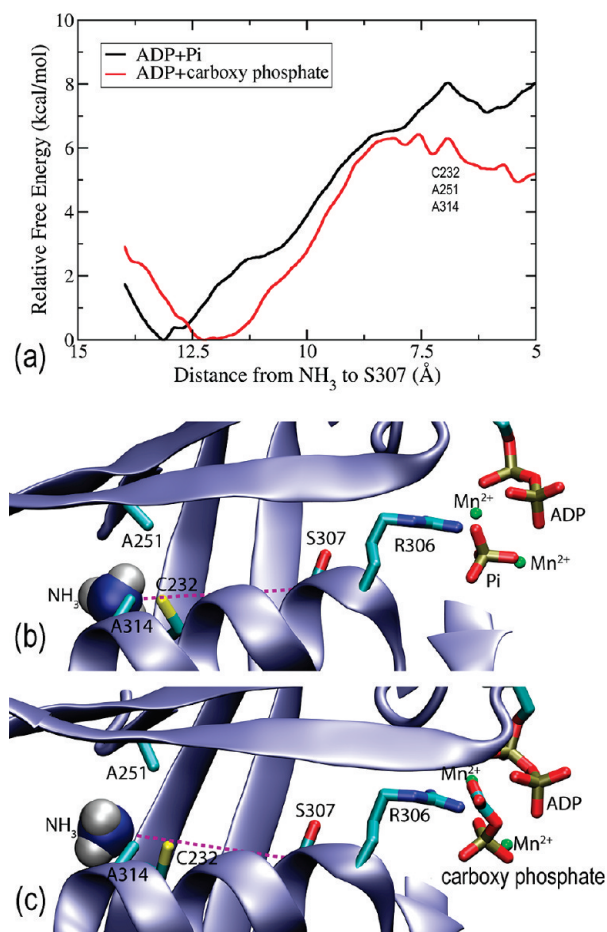 10
8
6
4
2
0
Relative Free Energy (kcal/mol)
ADP+Pi
ADP+carboxy phosphate
C232
A251
A314
15
12.5
10
7.5
5
Distance from NH3 to S307 (Å)
(a)
Mn2+
ADP
A251
S307
R306
Mn2+
C232
Pi
NH3
A314
(b)
Mn2+
A251
ADP
S307
R306
NH3
Mn2+
C232
A314
carboxy phosphate
(c)